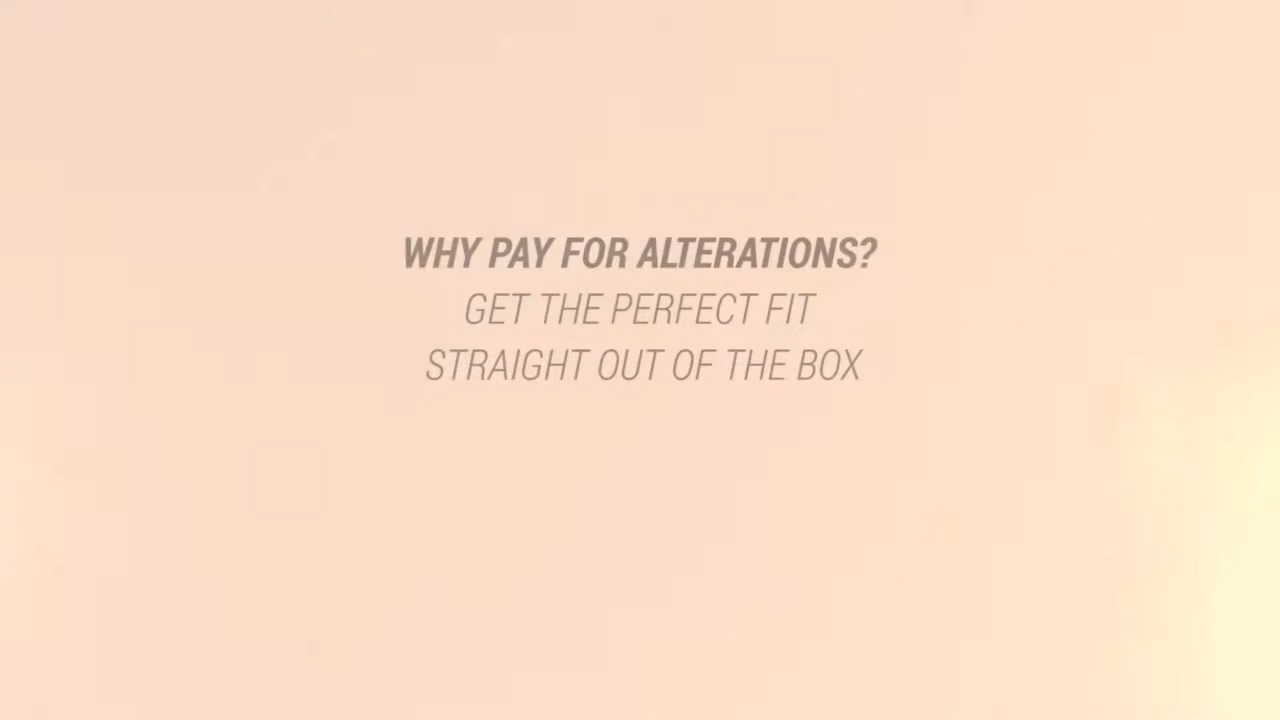 WHY PAY FOR ALTERATIONS?
GET THE PERFECT FIT
STRAIGHT OUT OF THE BOX